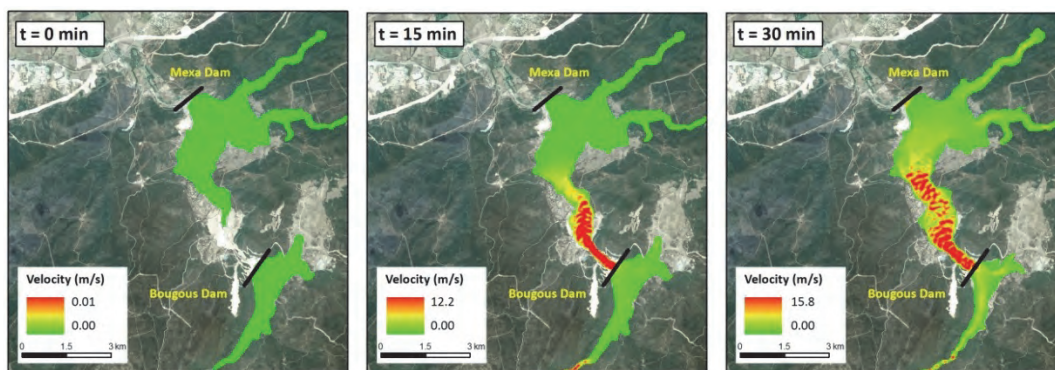 t = 0 min
Mexa Dam
Bougous Dam
Velocity (m/s)
0.01
0.00
0 1.5 3 km
t = 15 min
Mexa Dam
Bougous Dam
Velocity (m/s)
12.2
0.00
0 1.5 3 km
t = 30 min
Mexa Dam
Bougous Dam
Velocity (m/s)
15.8
0.00
0 1.5 3 km